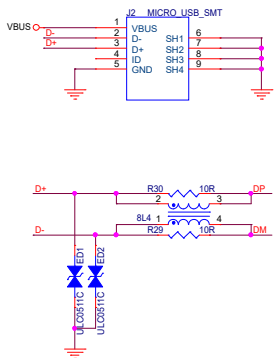 J2 MICRO_USB_SMT
VBUS 1 VBUS
D- 2 D- SH1 6
D+ 3 D+ SH2 7
4 ID SH3 8
5 GND SH4 9
D+ R30 10R DP
2 3
8L4 1 4
D- R29 10R DM
ED1 ED2
ULC0511C ULC0511C